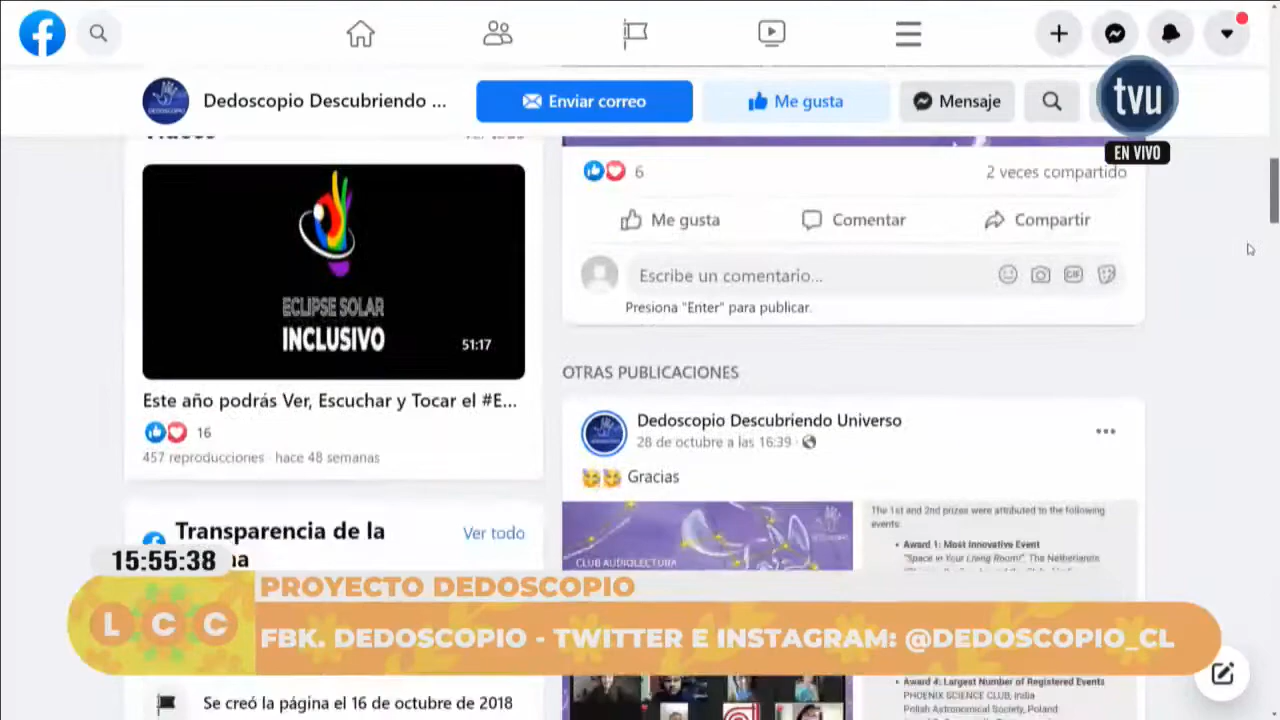 Dedoscopio Descubriendo ...
Enviar correo
Me gusta
Mensaje
tvu
EN VIVO
6
2 veces compartido
Me gusta
Comentar
Compartir
Escribe un comentario...
GIF
Presiona "Enter" para publicar.
ECLIPSE SOLAR
INCLUSIVO
51:17
Este año podrás Ver, Escuchar y Tocar el #E...
16
457 reproducciones · hace 48 semanas
OTRAS PUBLICACIONES
Dedoscopio Descubriendo Universo
28 de octubre a las 16:39
Gracias
The 1st and 2nd prizes were attributed to the following
events:
• Award 1: Most Innovative Event
"Space in Your Living Room!", The Netherlands
CLUB AUDIOLECTURA
Transparencia de la
Ver todo
15:55:38
LCC
PROYECTO DEDOSCOPIO
FBK. DEDOSCOPIO - TWITTER E INSTAGRAM: @DEDOSCOPIO_CL
• Award 4: Largest Number of Registered Events
PHOENIX SCIENCE CLUB, India
Polish Astronomical Society, Poland
Se creó la página el 16 de octubre de 2018